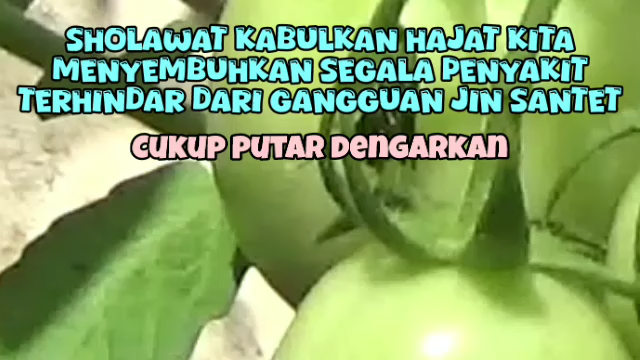 SHOLAWAT KABULKAN HAJAT KITA
MENYEMBUHKAN SEGALA PENYAKIT
TERHINDAR DARI GANGGUAN JIN SANTET
CUKUP PUTAR DENGARKAN